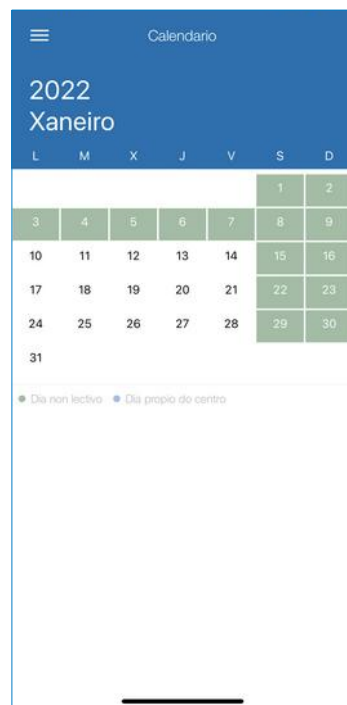 Calendario
2022
Xaneiro
L M X J V S D
1 2
3 4 5 6 7 8 9
10 11 12 13 14 15 16
17 18 19 20 21 22 23
24 25 26 27 28 29 30
31
Día non lectivo Día propio do centro